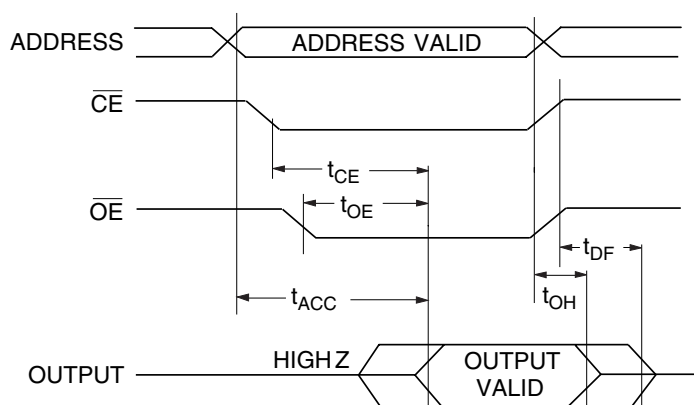 ADDRESS
ADDRESS VALID
CE
tCE
OE
tOE
tDF
tACC
tOH
HIGH Z
OUTPUT
OUTPUT
VALID